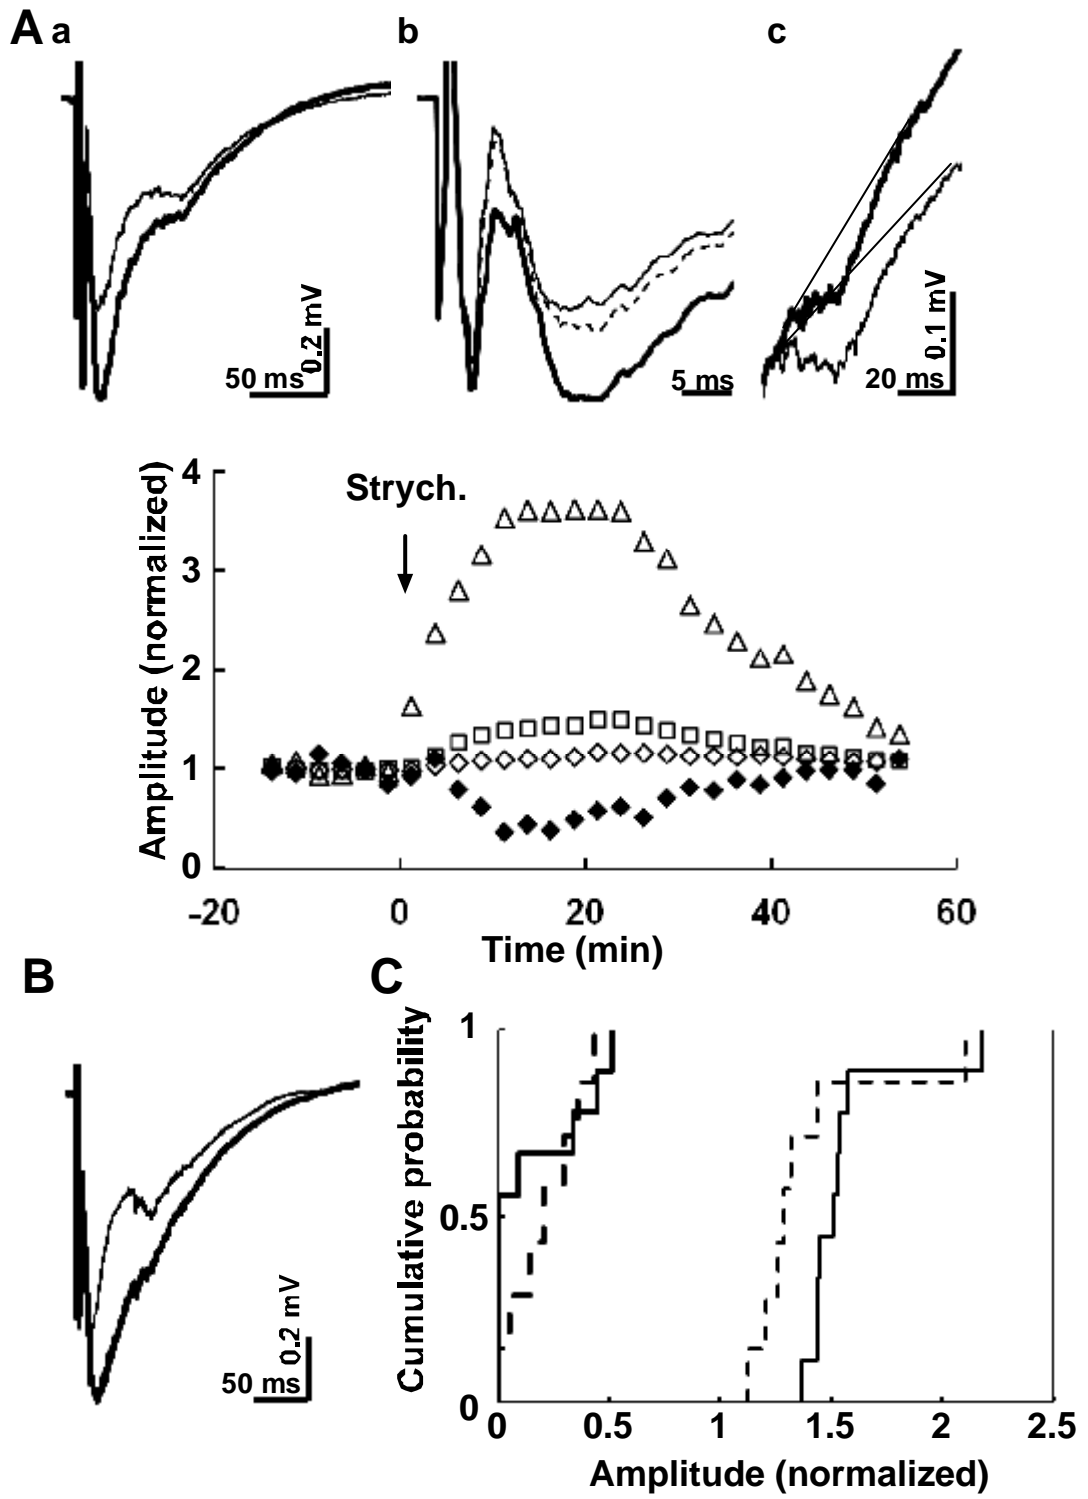 A a b c
0.2 mV
50 ms
5 ms
0.1 mV
20 ms
Amplitude (normalized)
4
3
2
1
0
Strych.
-20 0 20 40 60
Time (min)
B
0.2 mV
50 ms
C
Cumulative probability
1
0.5
0
0 0.5 1 1.5 2 2.5
Amplitude (normalized)